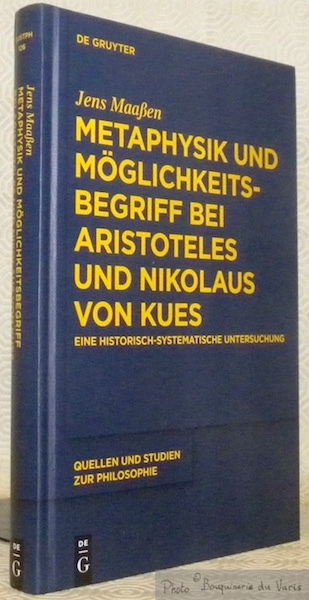 DE GRUYTER
Jens Maaßen
METAPHYSIK UND
MÖGLICHKEITS-
BEGRIFF BEI
ARISTOTELES
UND NIKOLAUS
VON KUES
EINE HISTORISCH-SYSTEMATISCHE UNTERSUCHUNG
QUELLEN UND STUDIEN
ZUR PHILOSOPHIE
DE
G
Jens Maaßen
METAPHYSIK UND MÖGLICHKEITSBEGRIFF
DE
G
Photo © Bouquinerie du Varis